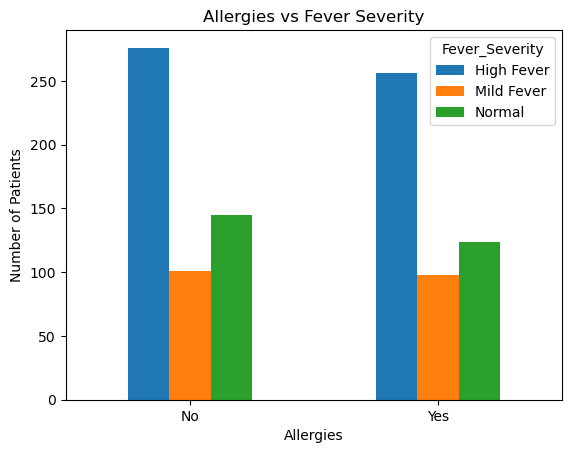 Allergies vs Fever Severity
Fever_Severity
High Fever
Mild Fever
Normal
Number of Patients
250
200
150
100
50
0
No
Yes
Allergies